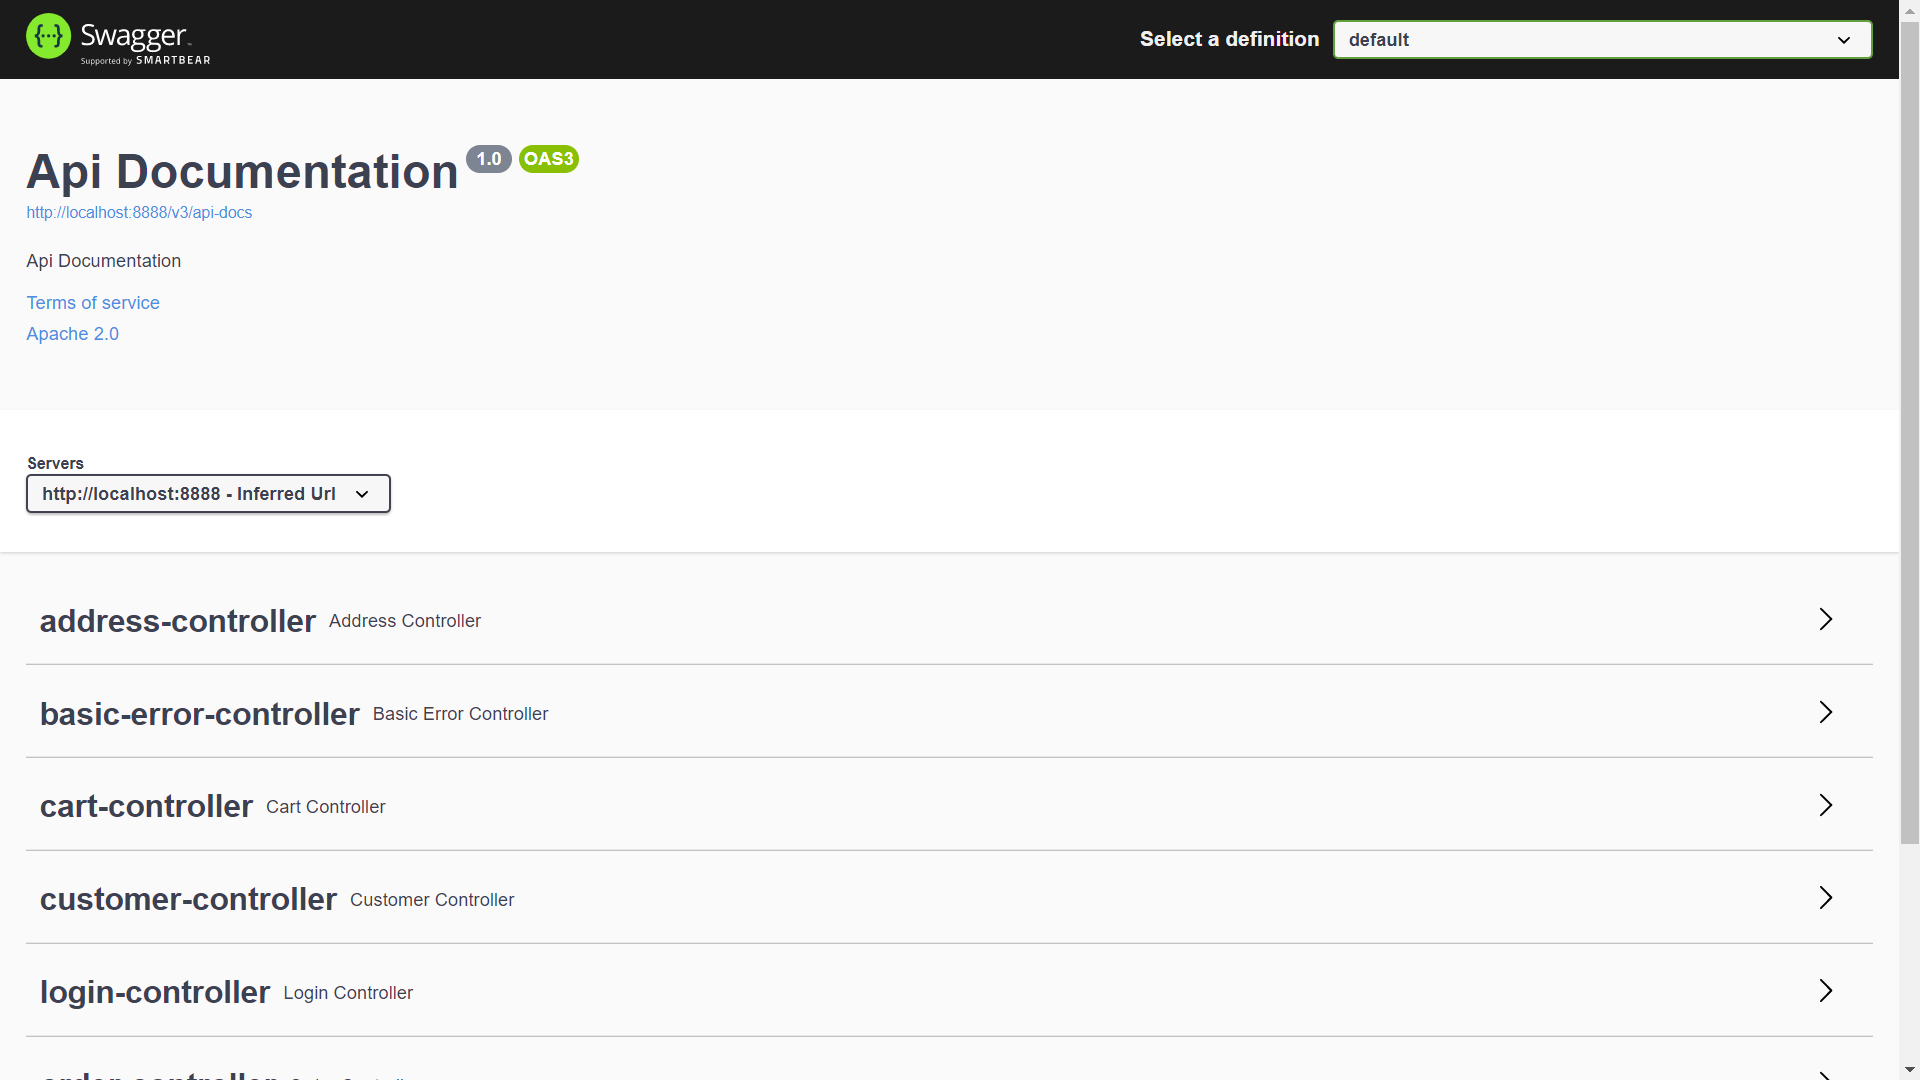 Swagger
Supported by SMARTBEAR
Select a definition
default
Api Documentation 1.0 OAS3
http://localhost:8888/v3/api-docs
Api Documentation
Terms of service
Apache 2.0
Servers
http://localhost:8888 - Inferred Url
address-controller Address Controller
basic-error-controller Basic Error Controller
cart-controller Cart Controller
customer-controller Customer Controller
login-controller Login Controller